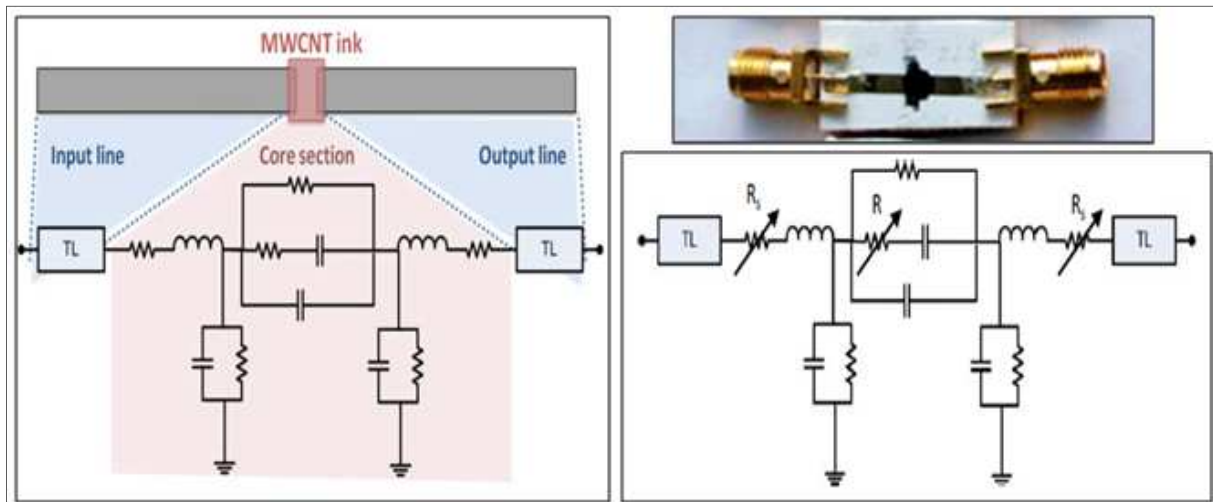 MWCNT ink
Input line
Core section
Output line
TL
TL
Rs
R
Rs
TL
TL